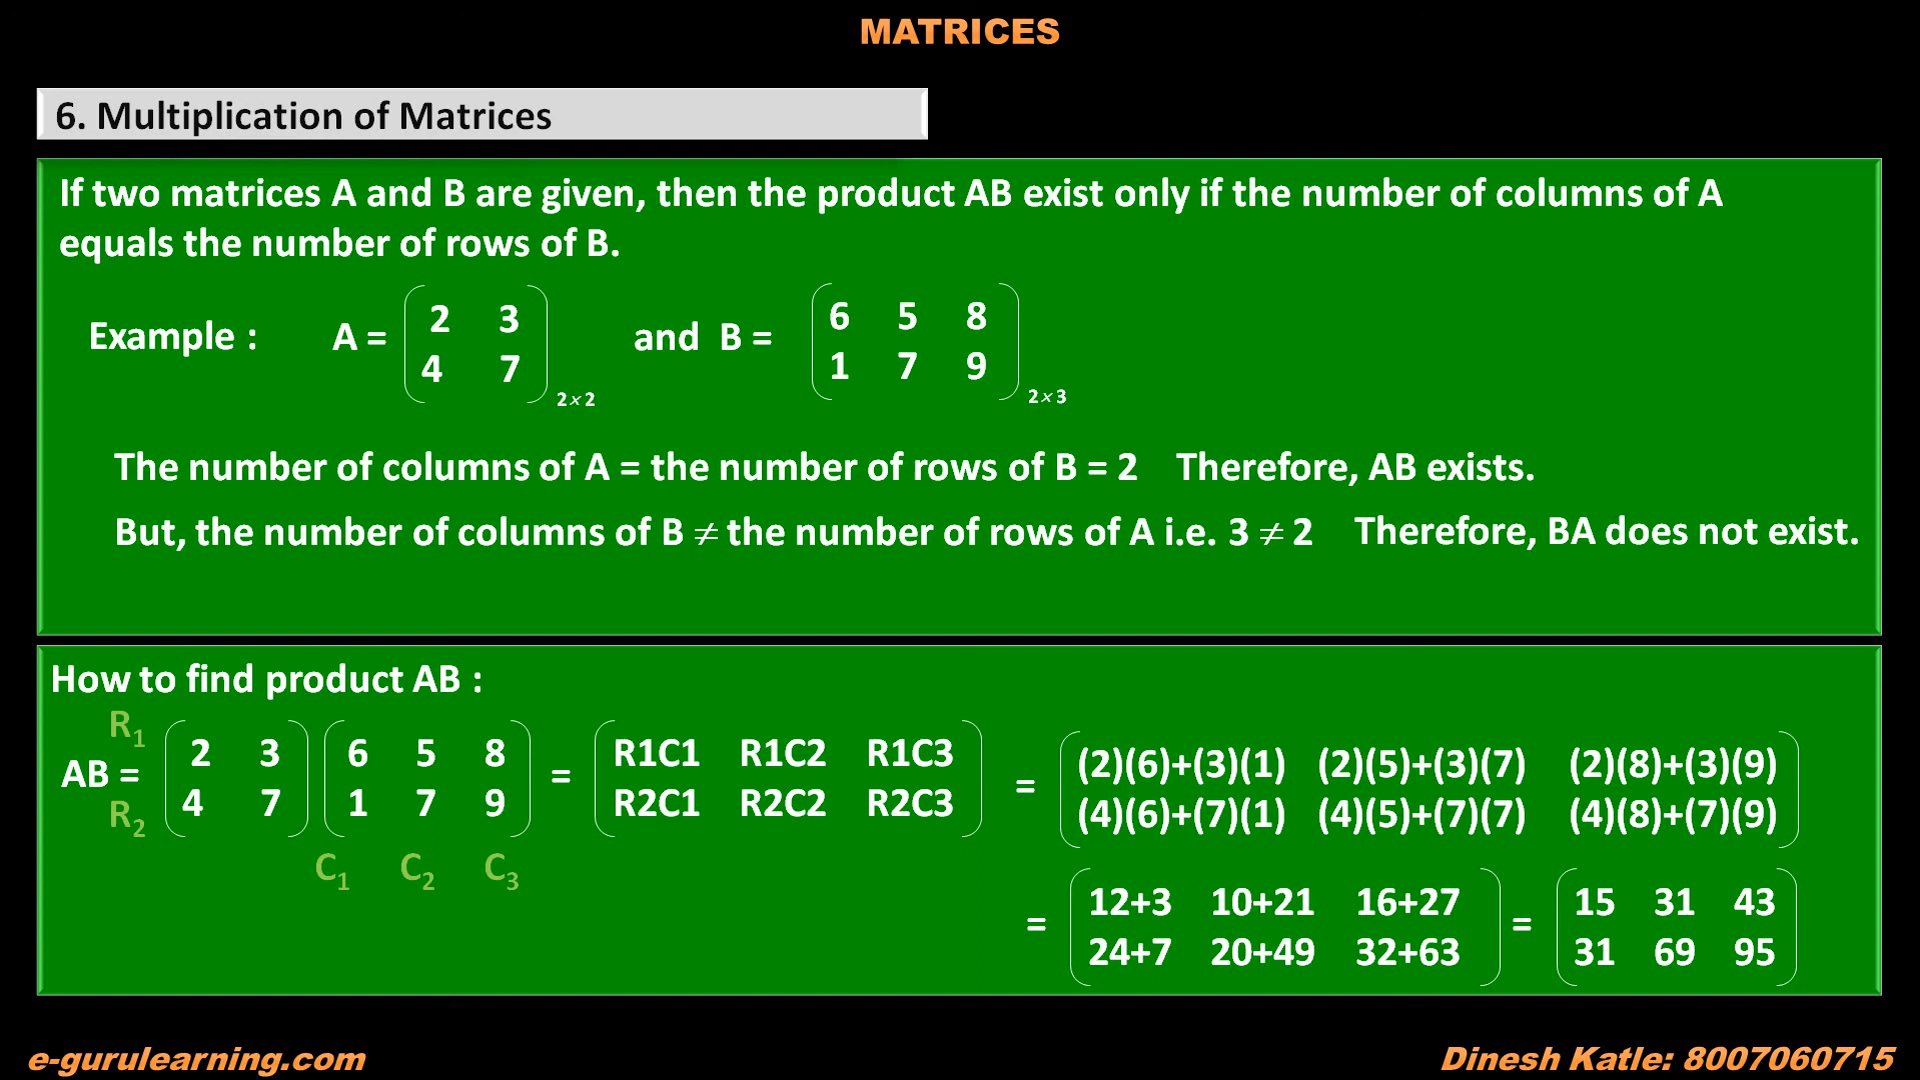 MATRICES
6. Multiplication of Matrices
If two matrices A and B are given, then the product AB exist only if the number of columns of A
equals the number of rows of B.
Example : A = 2 3 and B = 6 5 8
4 7 1 7 9
2×2 2×3
The number of columns of A = the number of rows of B = 2 Therefore, AB exists.
But, the number of columns of B ≠ the number of rows of A i.e. 3 ≠ 2 Therefore, BA does not exist.
How to find product AB :
R1
AB = 2 3 6 5 8 = R1C1 R1C2 R1C3 = (2)(6)+(3)(1) (2)(5)+(3)(7) (2)(8)+(3)(9)
R2 4 7 1 7 9 R2C1 R2C2 R2C3 (4)(6)+(7)(1) (4)(5)+(7)(7) (4)(8)+(7)(9)
C1 C2 C3
= 12+3 10+21 16+27 = 15 31 43
24+7 20+49 32+63 31 69 95
e-gurulearning.com
Dinesh Katle: 8007060715